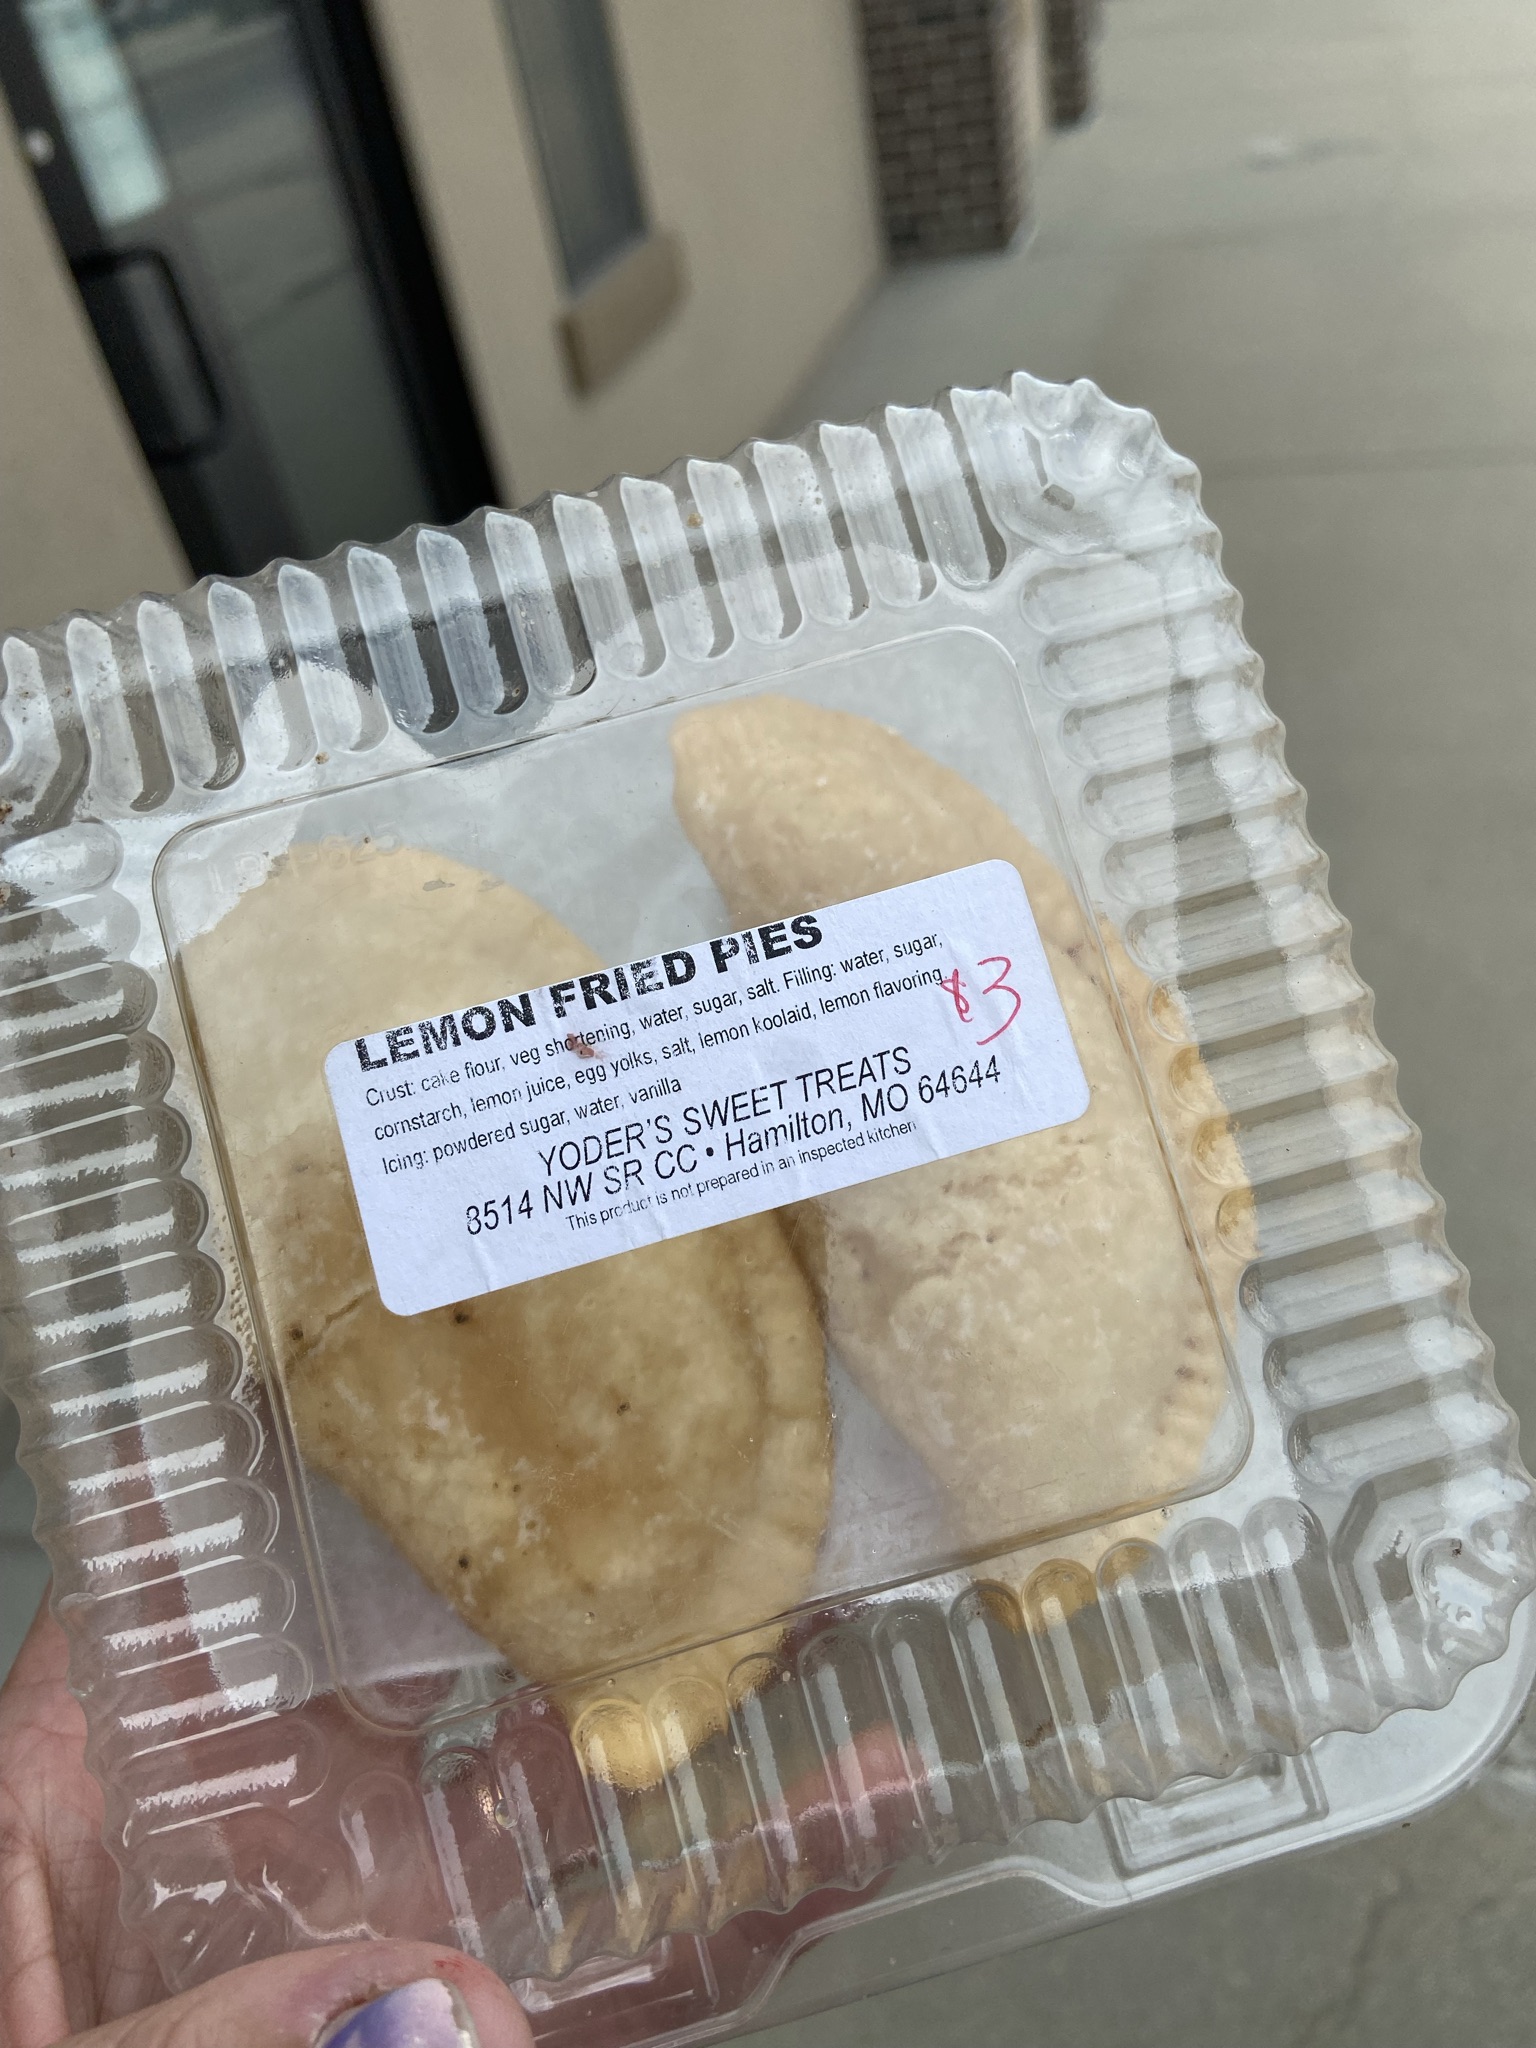 LEMON FRIED PIES
Crust: cake flour, veg shortening, water, sugar, salt. Filling: water, sugar,
cornstarch, lemon juice, egg yolks, salt, lemon koolaid, lemon flavoring.
Icing: powdered sugar, water, vanilla
$3
YODER'S SWEET TREATS
8514 NW SR CC • Hamilton, MO 64644
This product is not prepared in an inspected kitchen